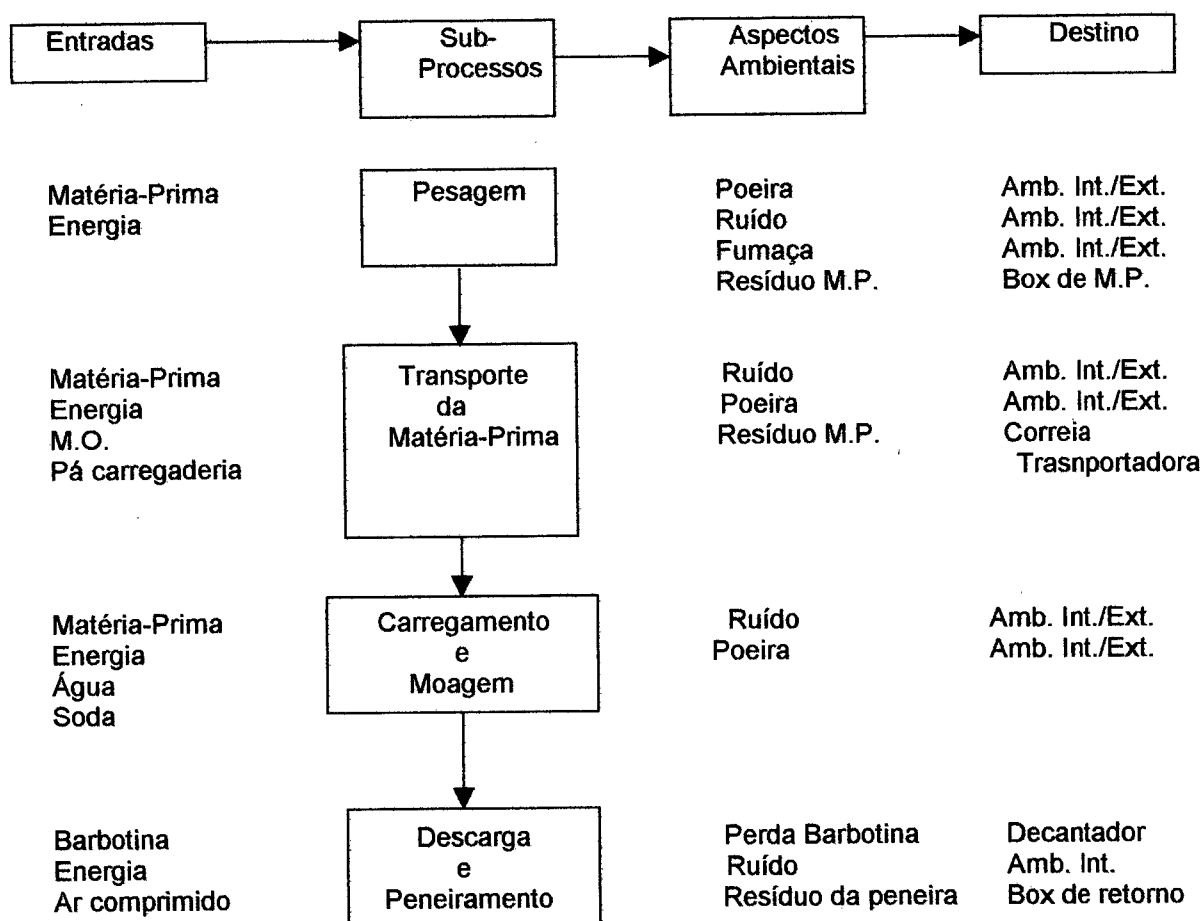 Entradas
Sub-
Processos
Aspectos
Ambientais
Destino
Matéria-Prima
Energia
Pesagem
Poeira
Ruído
Fumaça
Resíduo M.P.
Amb. Int./Ext.
Amb. Int./Ext.
Amb. Int./Ext.
Box de M.P.
Matéria-Prima
Energia
M.O.
Pá carregaderia
Transporte
da
Matéria-Prima
Ruído
Poeira
Resíduo M.P.
Amb. Int./Ext.
Amb. Int./Ext.
Correia
Trasnportadora
Matéria-Prima
Energia
Água
Soda
Carregamento
e
Moagem
Ruído
Poeira
Amb. Int./Ext.
Amb. Int./Ext.
Barbotina
Energia
Ar comprimido
Descarga
e
Peneiramento
Perda Barbotina
Ruído
Resíduo da peneira
Decantador
Amb. Int.
Box de retorno